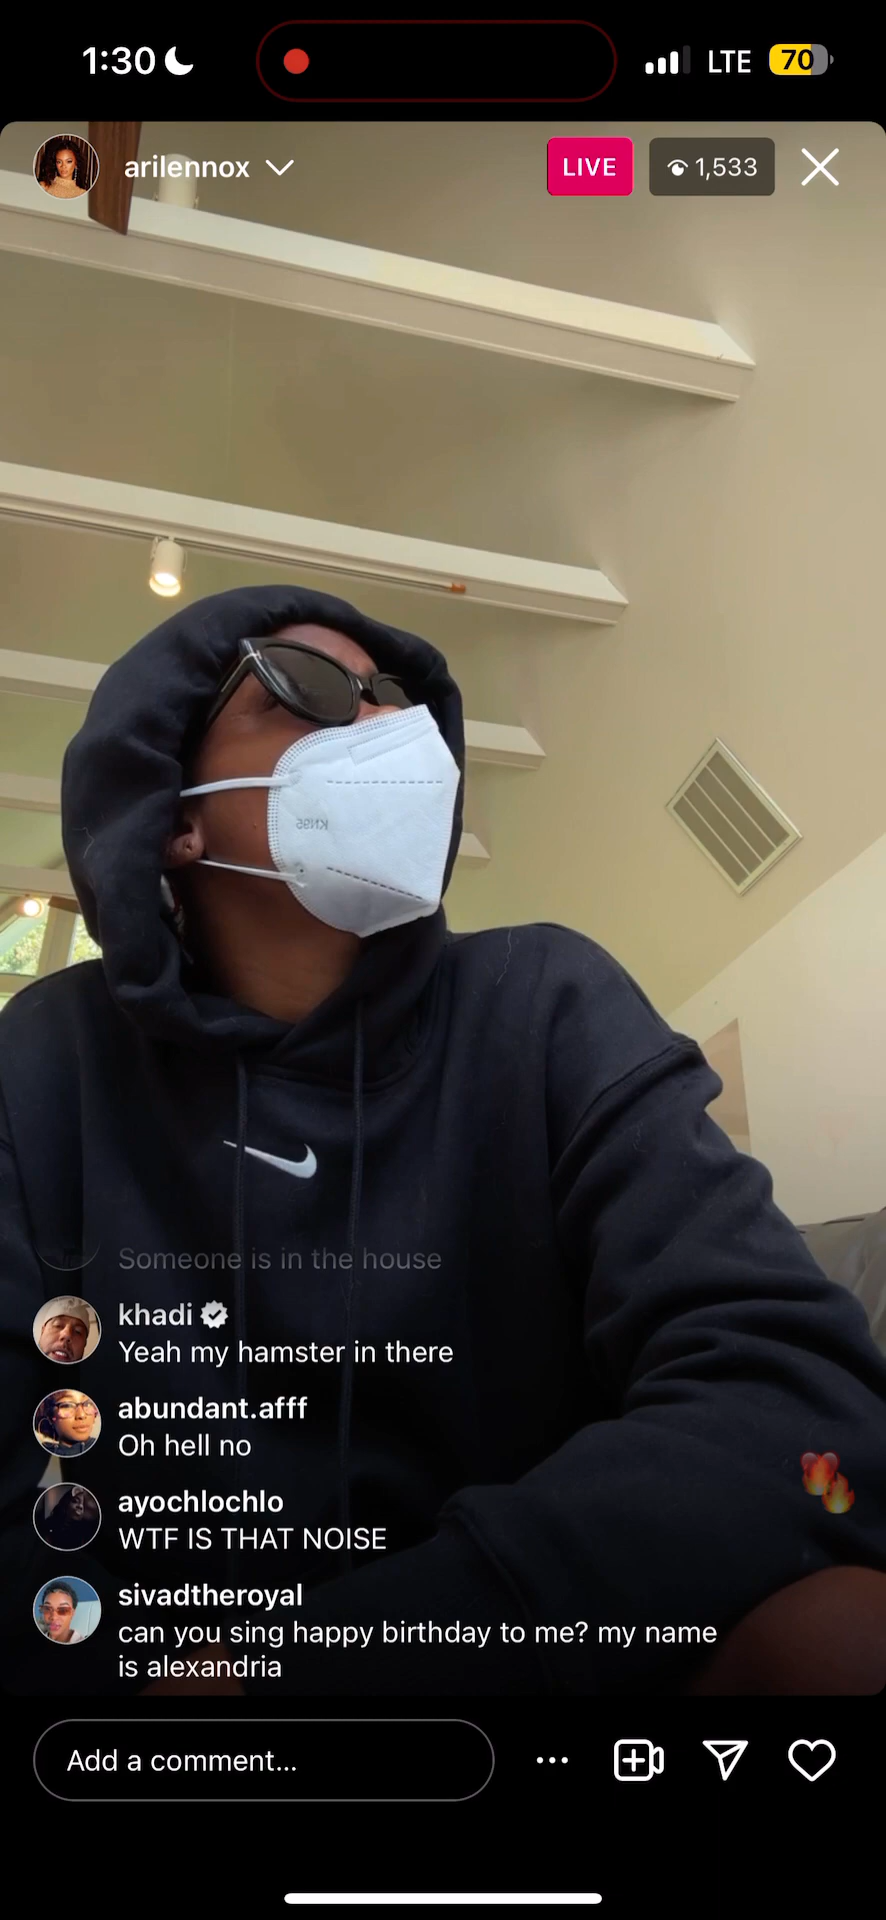 1:30
LTE
70
arilennox
LIVE
1,533
KN95
Someone is in the house
khadi
Yeah my hamster in there
abundant.afff
Oh hell no
ayochlochlo
WTF IS THAT NOISE
sivadtheroyal
can you sing happy birthday to me? my name
is alexandria
Add a comment...